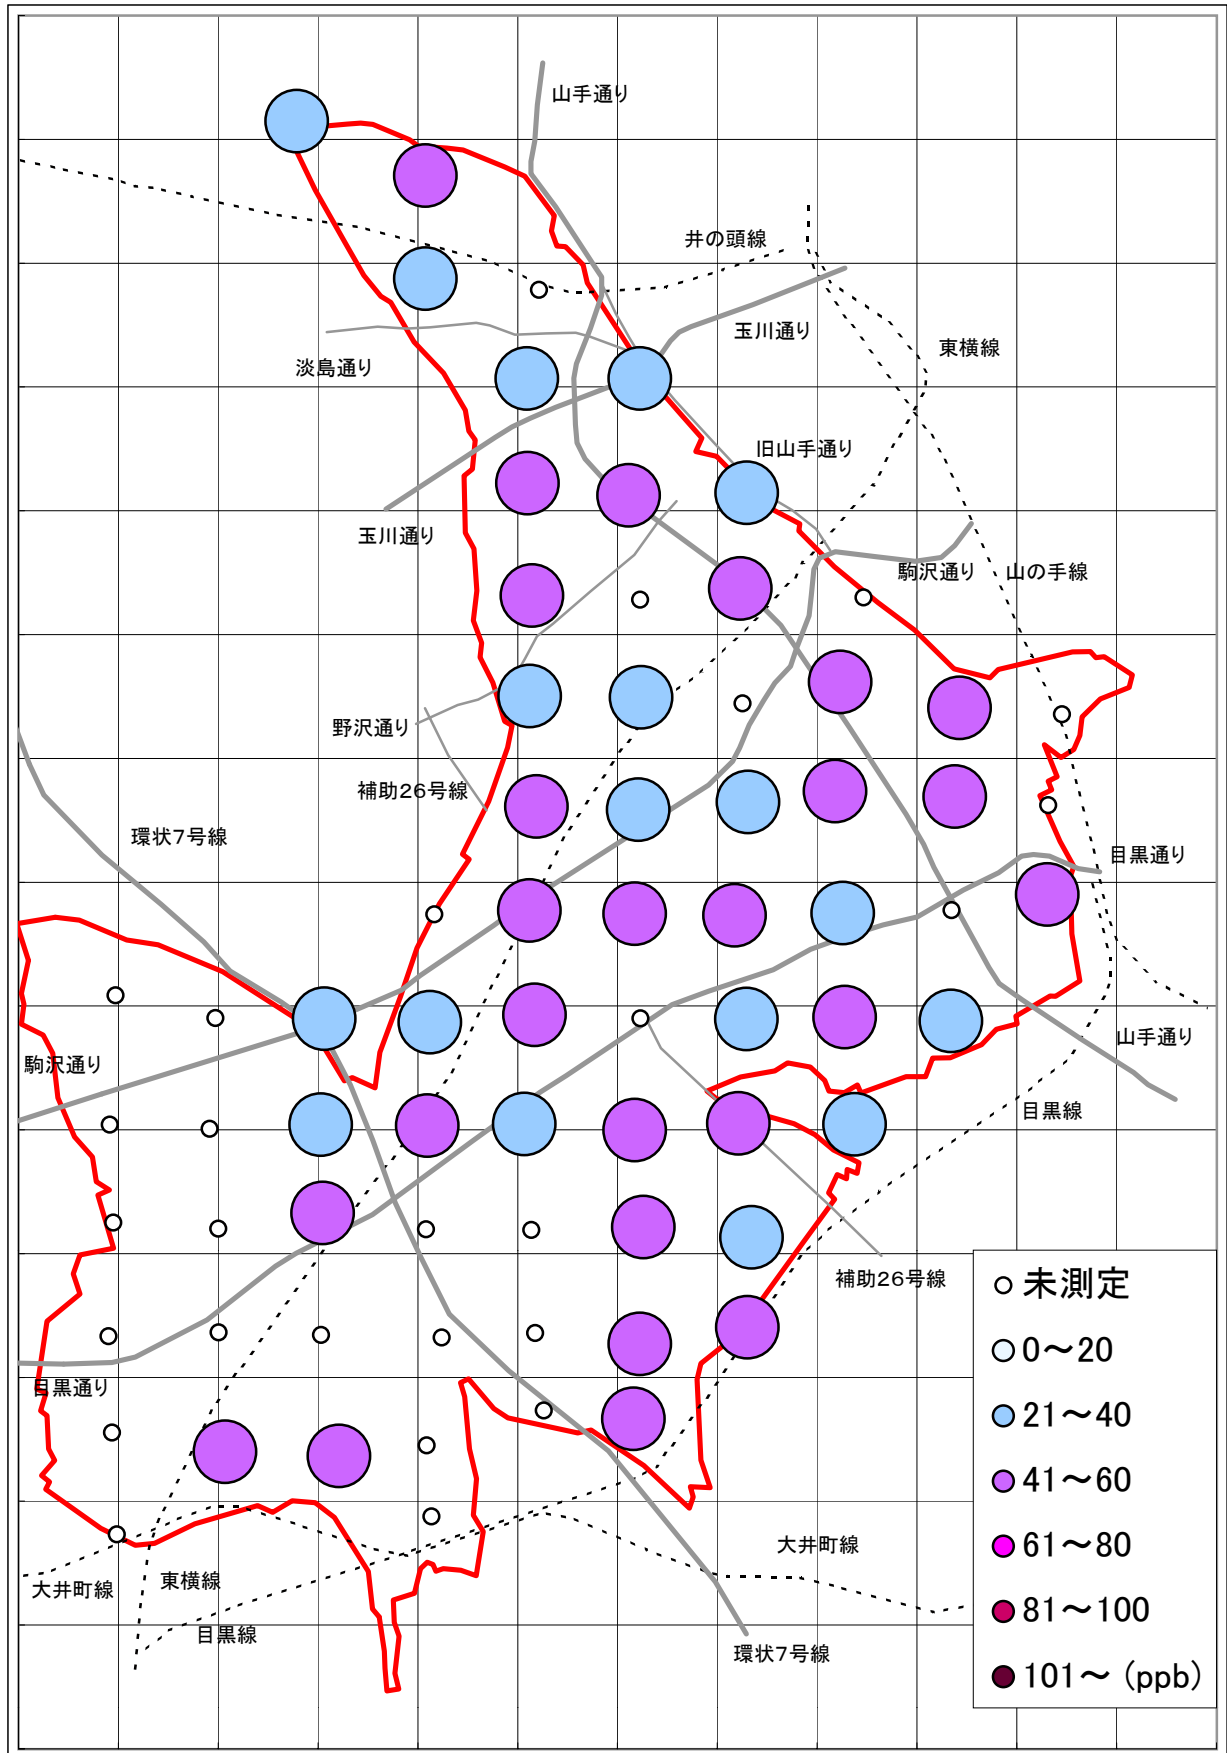 山手通り
井の頭線
玉川通り
東横線
淡島通り
旧山手通り
玉川通り
駒沢通り
山の手線
野沢通り
補助26号線
環状7号線
目黒通り
駒沢通り
山手通り
目黒線
補助26号線
目黒通り
大井町線
東横線
目黒線
大井町線
環状7号線
未測定
0～20
21～40
41～60
61～80
81～100
101～ (ppb)